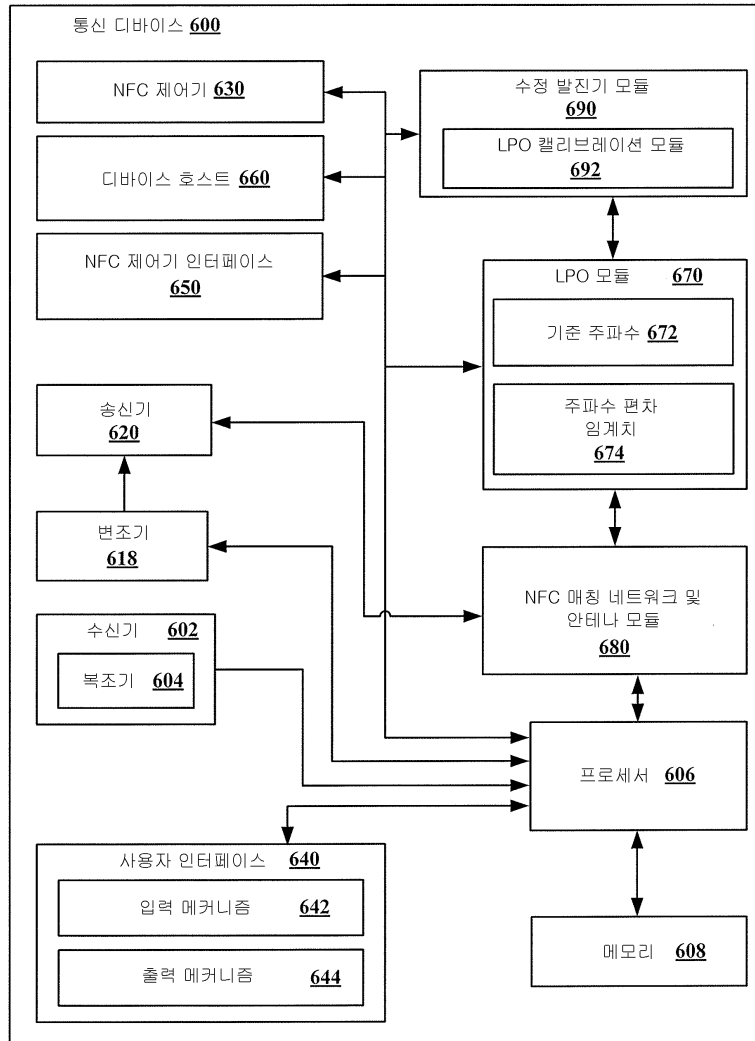 통신 디바이스 600
NFC 제어기 630
디바이스 호스트 660
NFC 제어기 인터페이스
650
송신기
620
변조기
618
수신기 602
복조기 604
사용자 인터페이스 640
입력 메커니즘 642
출력 메커니즘 644
수정 발진기 모듈
690
LPO 캘리브레이션 모듈
692
LPO 모듈 670
기준 주파수 672
주파수 편차
임계치
674
NFC 매칭 네트워크 및
안테나 모듈
680
프로세서 606
메모리 608